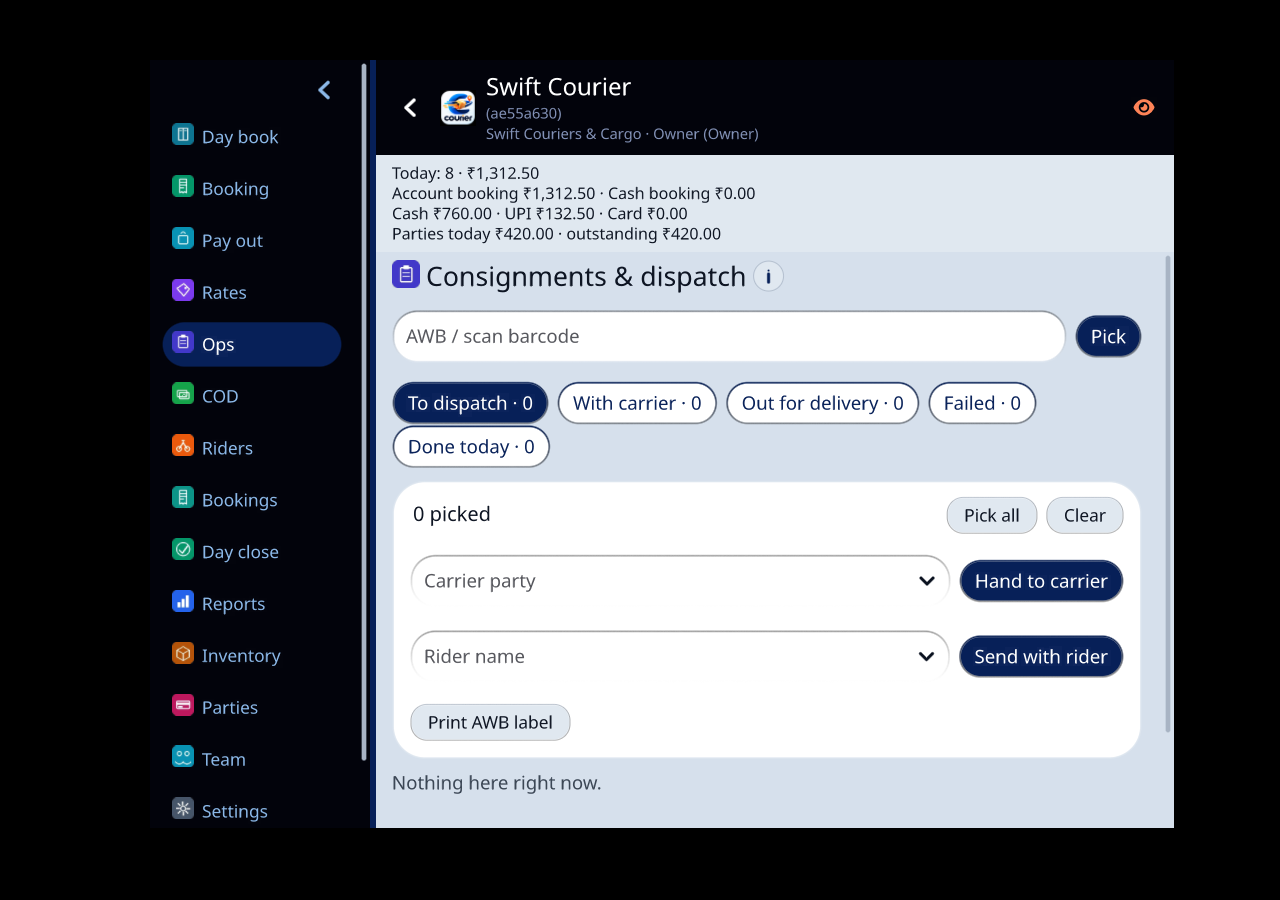 Swift Courier
(ae55a630)
Swift Couriers & Cargo · Owner (Owner)
courier
Day book
Booking
Pay out
Rates
Ops
COD
Riders
Bookings
Day close
Reports
Inventory
Parties
Team
Settings
Today: 8 · ₹1,312.50
Account booking ₹1,312.50 · Cash booking ₹0.00
Cash ₹760.00 · UPI ₹132.50 · Card ₹0.00
Parties today ₹420.00 · outstanding ₹420.00
Consignments & dispatch i
AWB / scan barcode Pick
To dispatch · 0 With carrier · 0 Out for delivery · 0 Failed · 0
Done today · 0
0 picked Pick all Clear
Carrier party Hand to carrier
Rider name Send with rider
Print AWB label
Nothing here right now.